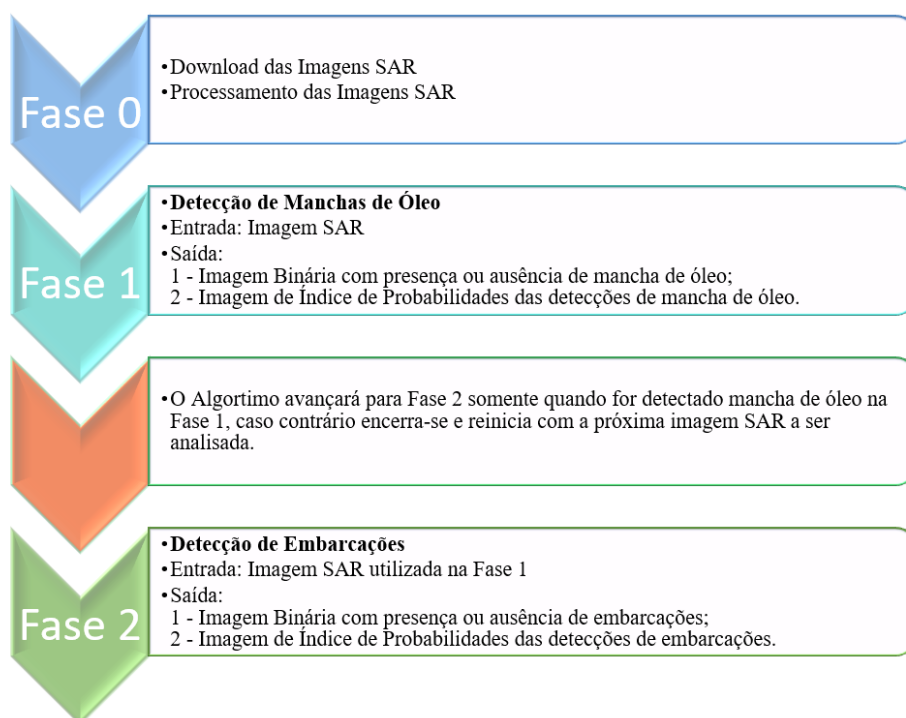 Fase 0
•Download das Imagens SAR
•Processamento das Imagens SAR
Fase 1
•Detecção de Manchas de Óleo
•Entrada: Imagem SAR
•Saída:
1 - Imagem Binária com presença ou ausência de mancha de óleo;
2 - Imagem de Índice de Probabilidades das detecções de mancha de óleo.
•O Algortimo avançará para Fase 2 somente quando for detectado mancha de óleo na
Fase 1, caso contrário encerra-se e reinicia com a próxima imagem SAR a ser
analisada.
Fase 2
•Detecção de Embarcações
•Entrada: Imagem SAR utilizada na Fase 1
•Saída:
1 - Imagem Binária com presença ou ausência de embarcações;
2 - Imagem de Índice de Probabilidades das detecções de embarcações.